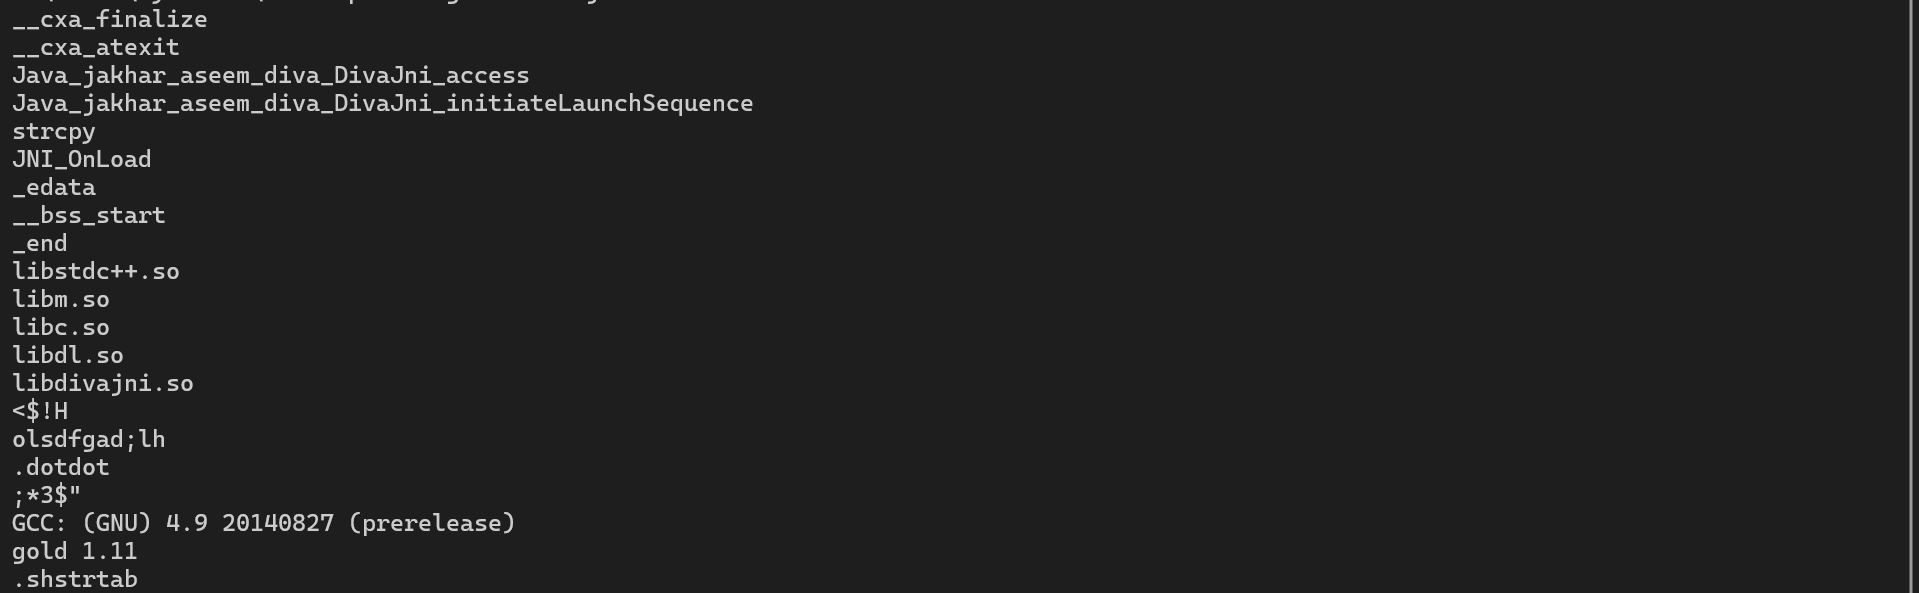 __cxa_finalize
__cxa_atexit
Java_jakhar_aseem_diva_DivaJni_access
Java_jakhar_aseem_diva_DivaJni_initiateLaunchSequence
strcpy
JNI_OnLoad
_edata
__bss_start
_end
libstdc++.so
libm.so
libc.so
libdl.so
libdivajni.so
<$!H
olsdfgad;lh
.dotdot
;*3$"
GCC: (GNU) 4.9 20140827 (prerelease)
gold 1.11
.shstrtab